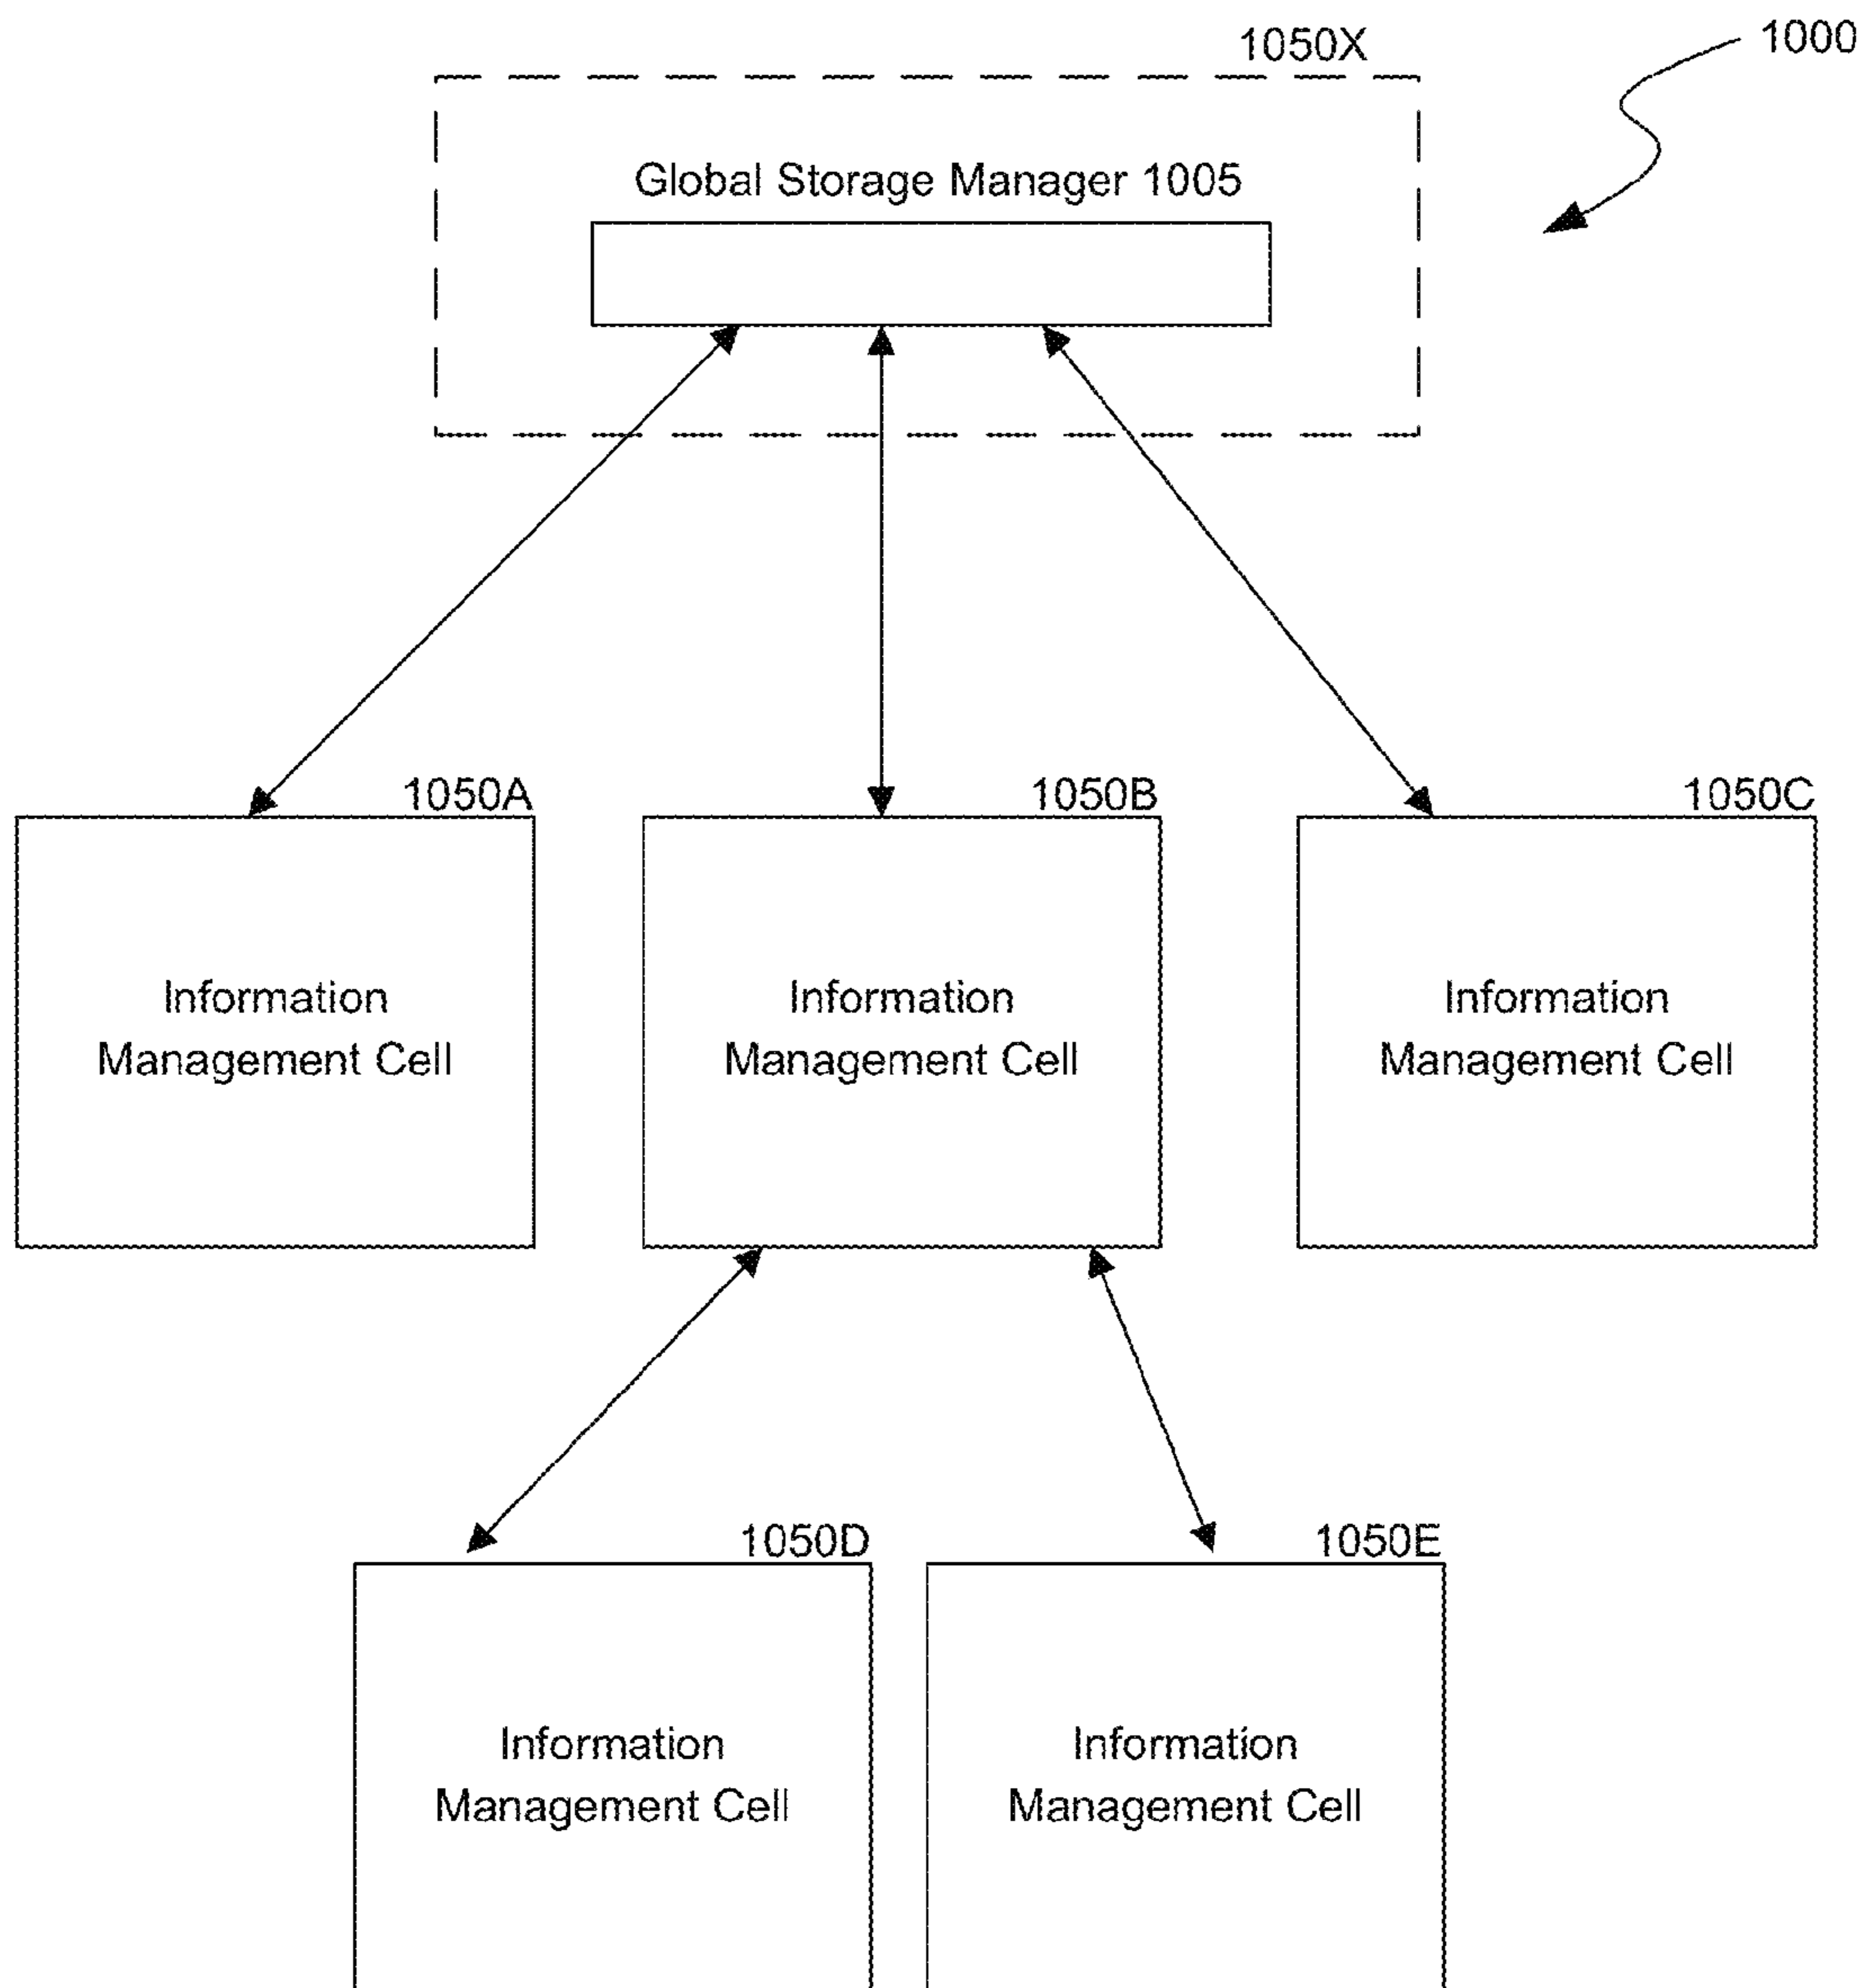 1050X
1000
Global Storage Manager 1005
1050A
1050B
1050C
Information
Management Cell
Information
Management Cell
Information
Management Cell
1050D
1050E
Information
Management Cell
Information
Management Cell